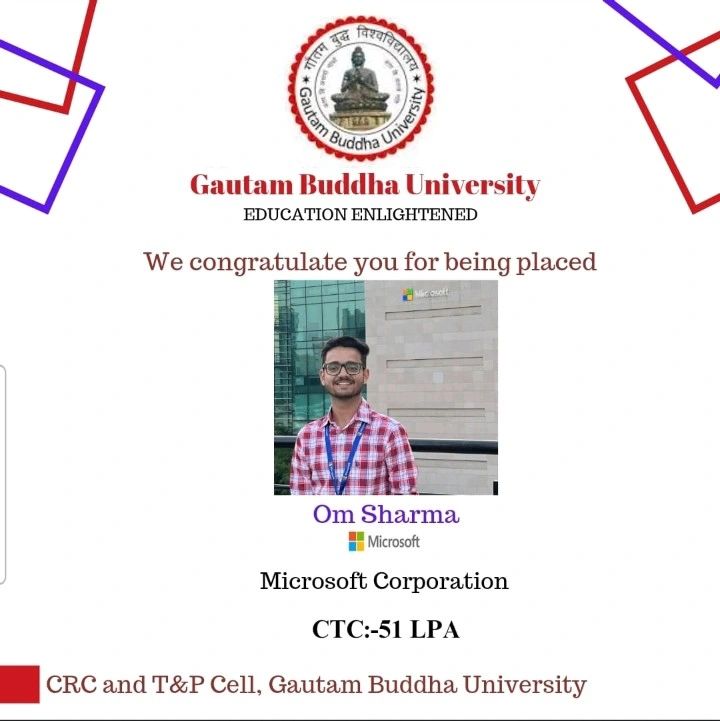 गौतम बुद्ध विश्वविद्यालय
Gautam Buddha University
Gautam Buddha University
EDUCATION ENLIGHTENED
We congratulate you for being placed
Microsoft
Om Sharma
Microsoft
Microsoft Corporation
CTC:-51 LPA
CRC and T&P Cell, Gautam Buddha University